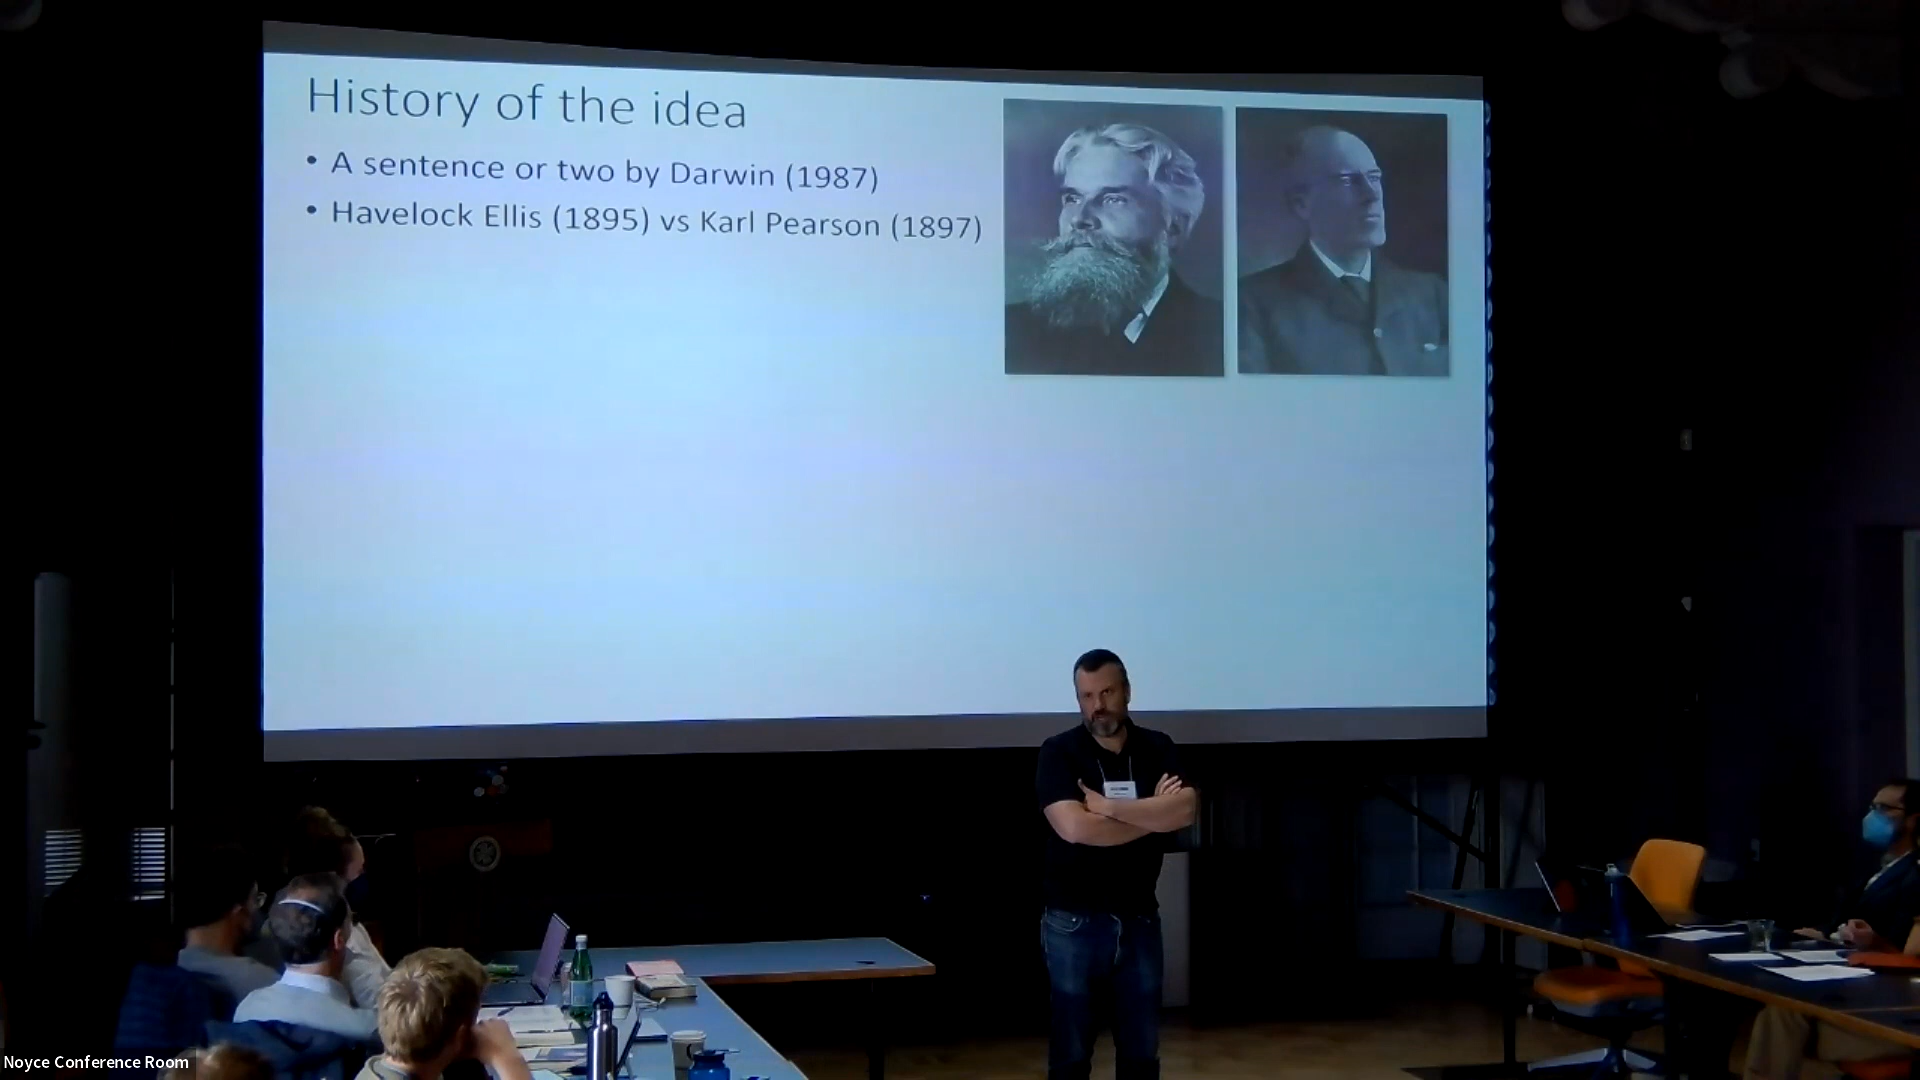 History of the idea
• A sentence or two by Darwin (1987)
• Havelock Ellis (1895) vs Karl Pearson (1897)
Noyce Conference Room